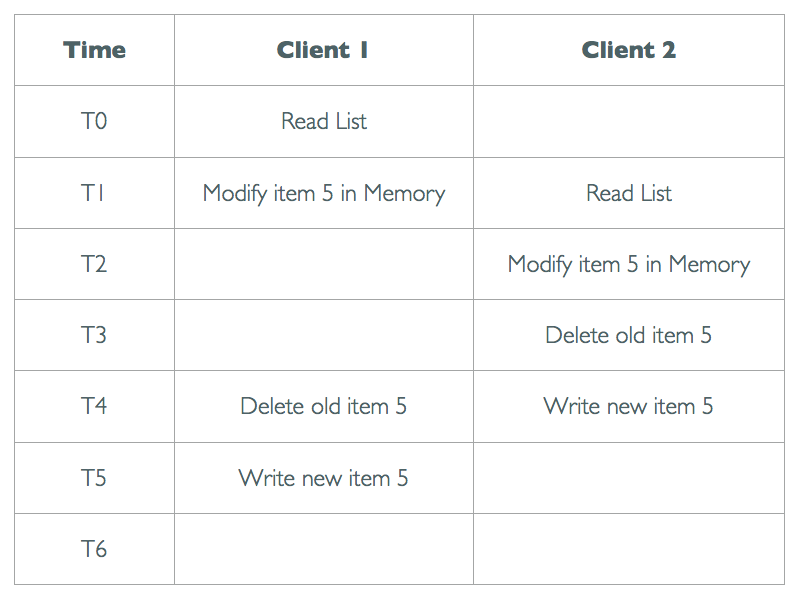 Time Client 1 Client 2
T0 Read List
T1 Modify item 5 in Memory Read List
T2 Modify item 5 in Memory
T3 Delete old item 5
T4 Delete old item 5 Write new item 5
T5 Write new item 5
T6